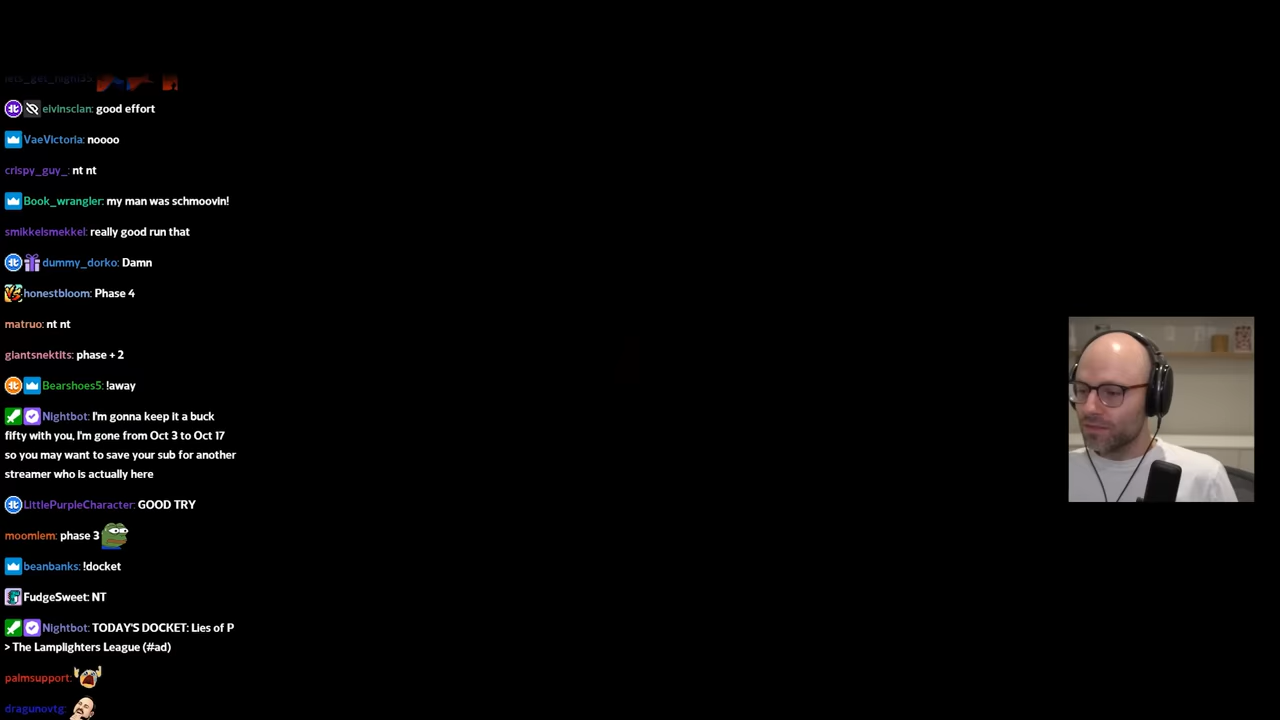 elvinsclan: good effort
VaeVictoria: noooo
crispy_guy_: nt nt
Book_wrangler: my man was schmoovin!
smikkelsmekkel: really good run that
dummy_dorko: Damn
honestbloom: Phase 4
matruo: nt nt
giantsnektits: phase + 2
Bearshoes5: !away
Nightbot: I'm gonna keep it a buck
fifty with you, I'm gone from Oct 3 to Oct 17
so you may want to save your sub for another
streamer who is actually here
LittlePurpleCharacter: GOOD TRY
moomlem: phase 3
beanbanks: !docket
FudgeSweet: NT
Nightbot: TODAY'S DOCKET: Lies of P
> The Lamplighters League (#ad)
palmsupport:
dragunovtg: